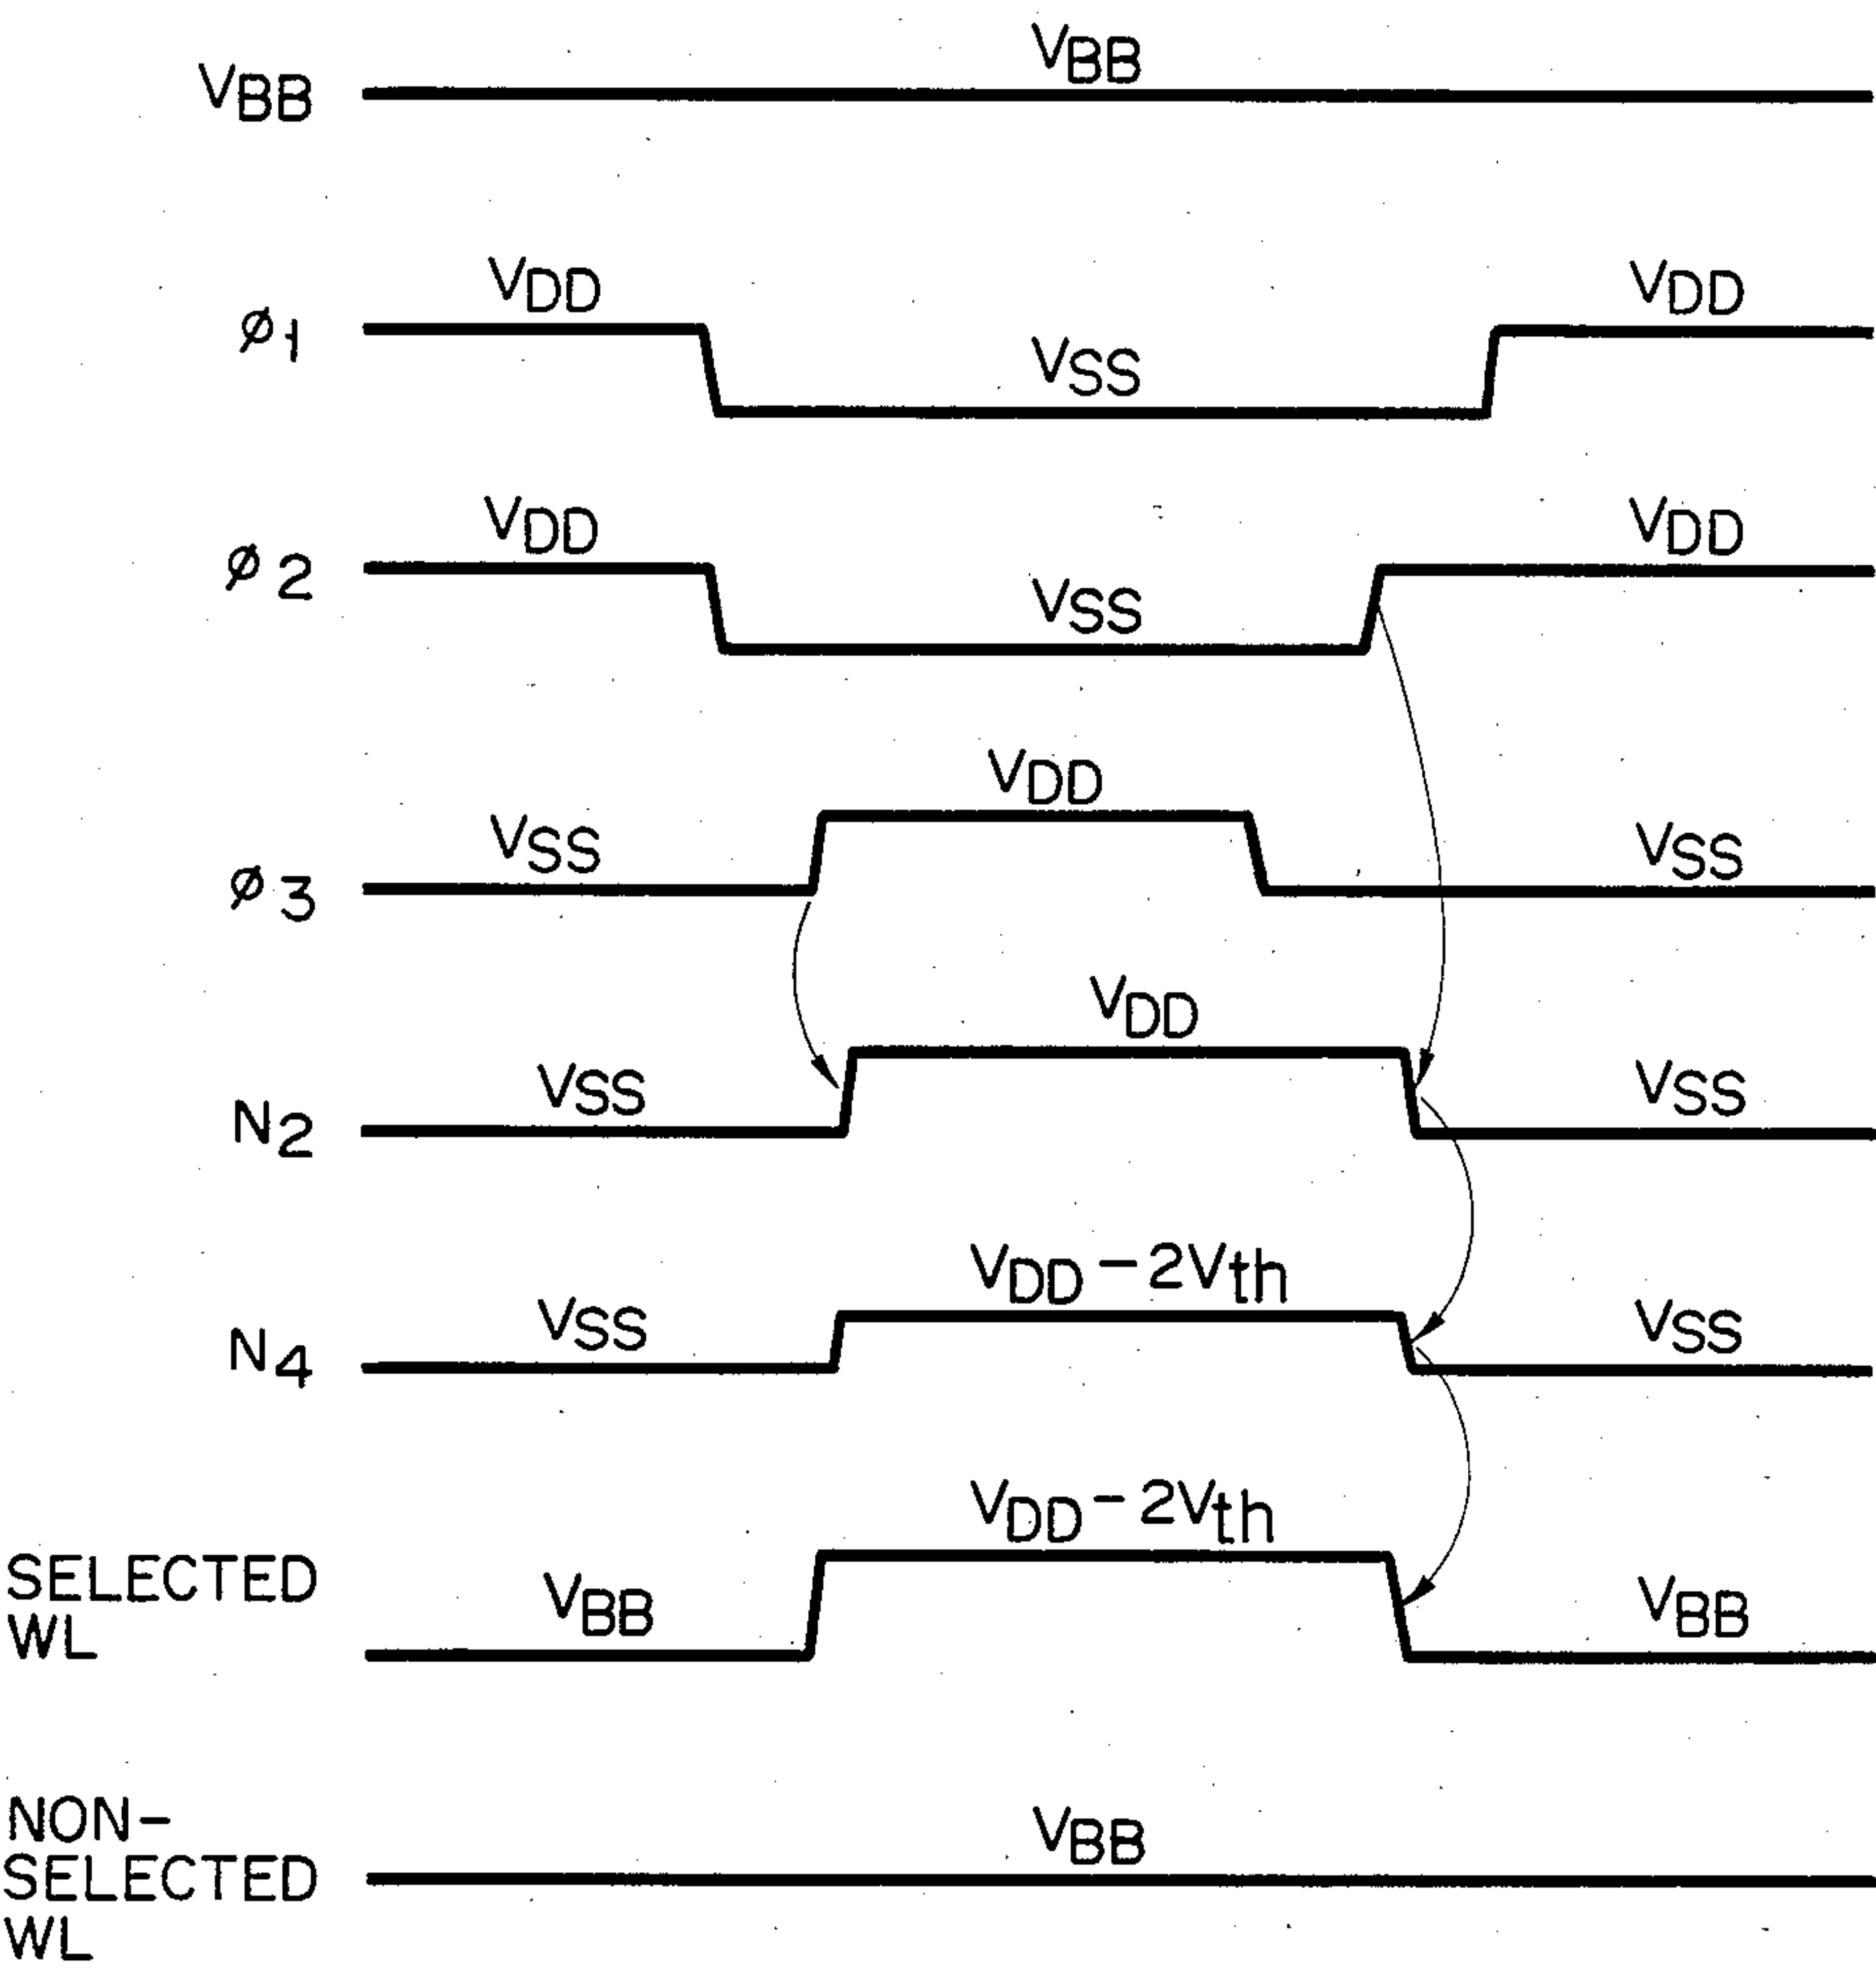 VBB VBB
VDD VDD
ø1 VSS
VDD VDD
ø2 VSS
VDD
VSS VSS
ø3
VDD
VSS VSS
N2
VDD-2Vth
VSS VSS
N4
VDD-2Vth
SELECTED
WL
VBB VBB
NON-
SELECTED
WL
VBB